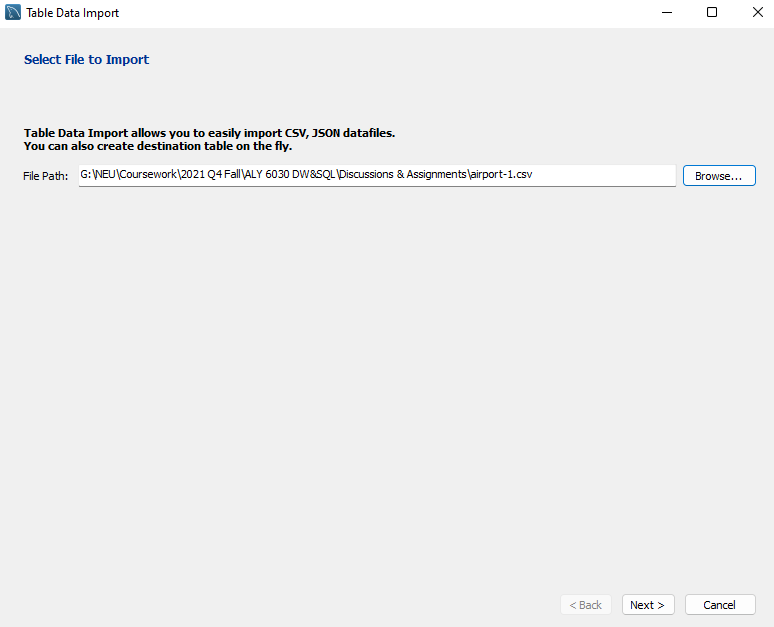 Table Data Import
Select File to Import
Table Data Import allows you to easily import CSV, JSON datafiles.
You can also create destination table on the fly.
File Path: G:\NEU\Coursework\2021 Q4 Fall\ALY 6030 DW&SQL\Discussions & Assignments\airport-1.csv Browse...
< Back Next > Cancel